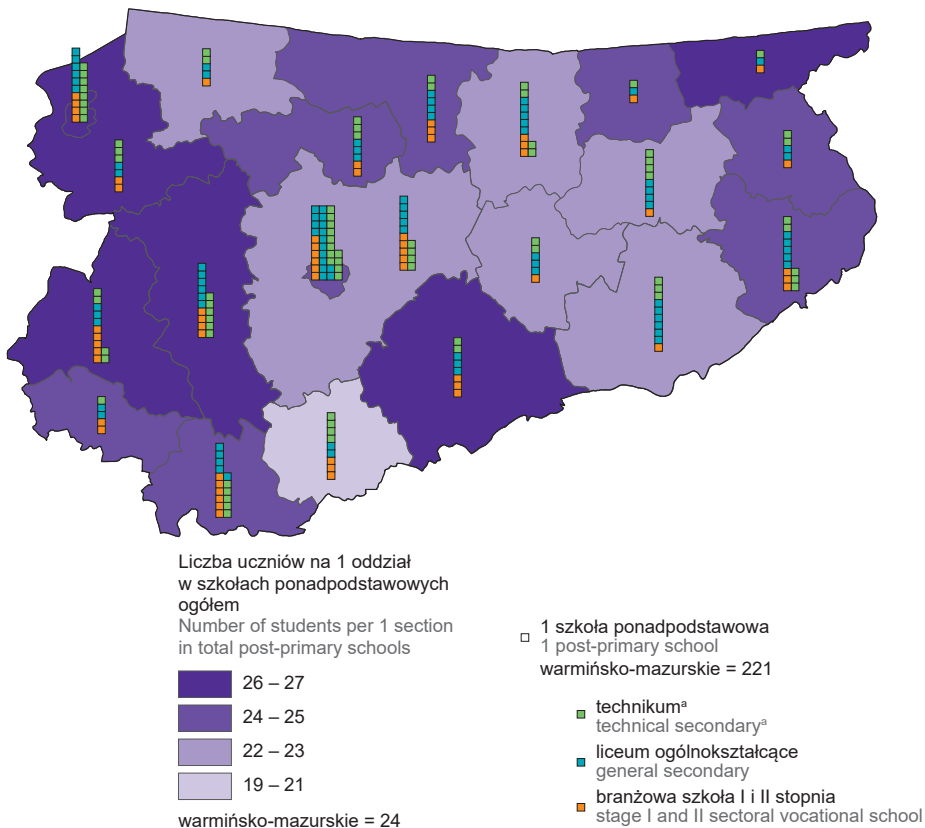 Liczba uczniów na 1 oddział
w szkołach ponadpodstawowych
ogółem
Number of students per 1 section
in total post-primary schools
26 – 27
24 – 25
22 – 23
19 – 21
warmińsko-mazurskie = 24
1 szkoła ponadpodstawowa
1 post-primary school
warmińsko-mazurskie = 221
technikumᵃ
technical secondaryᵃ
liceum ogólnokształcące
general secondary
branżowa szkoła I i II stopnia
stage I and II sectoral vocational school